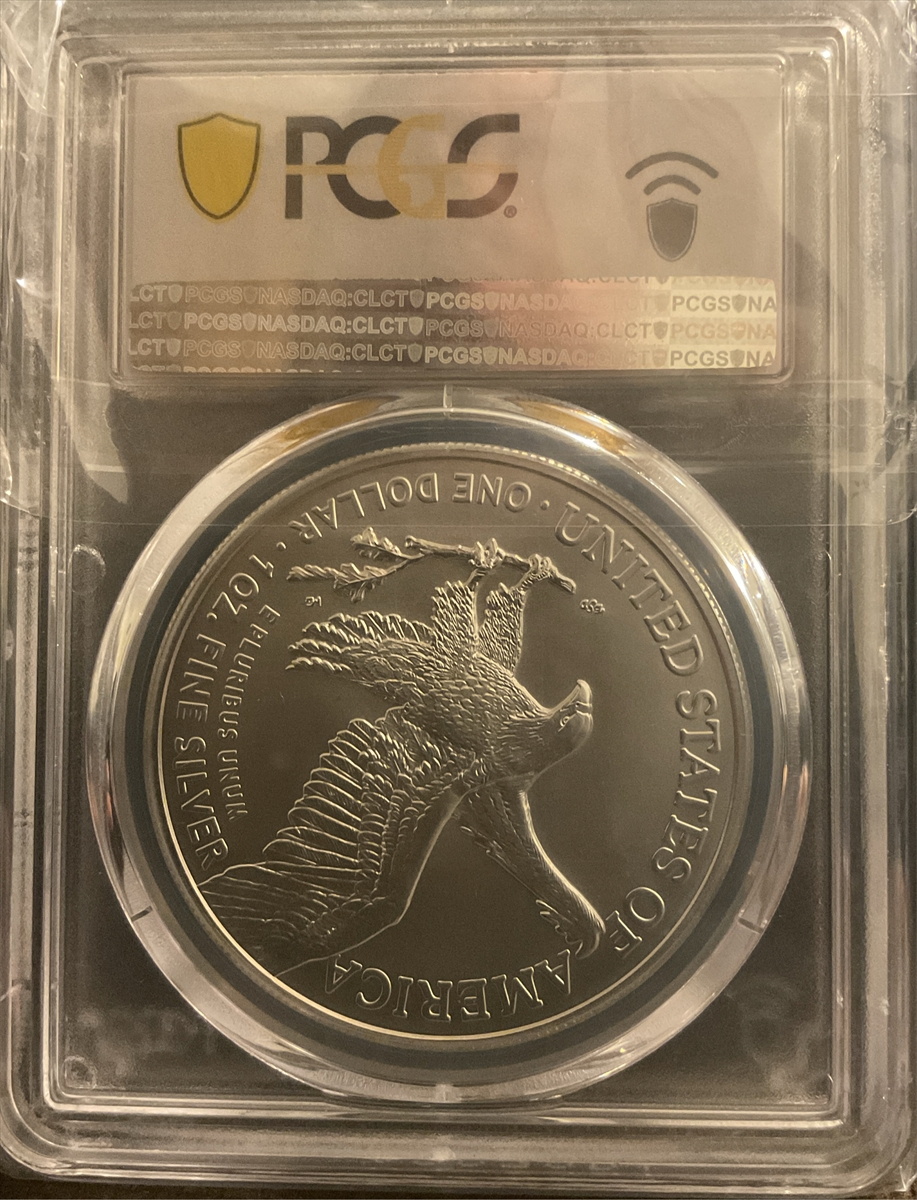 PCGS®
LCT PCGS NASDAQ:CLCT PCGS NASDAQ:CLCT PCGS NA
LCT PCGS NASDAQ:CLCT PCGS NASDAQ:CLCT PCGS NA
LCT PCGS NASDAQ:CLCT PCGS NASDAQ:CLCT PCGS NA
UNITED STATES OF AMERICA
1 OZ. FINE SILVER · ONE DOLLAR ·
E PLURIBUS UNUM